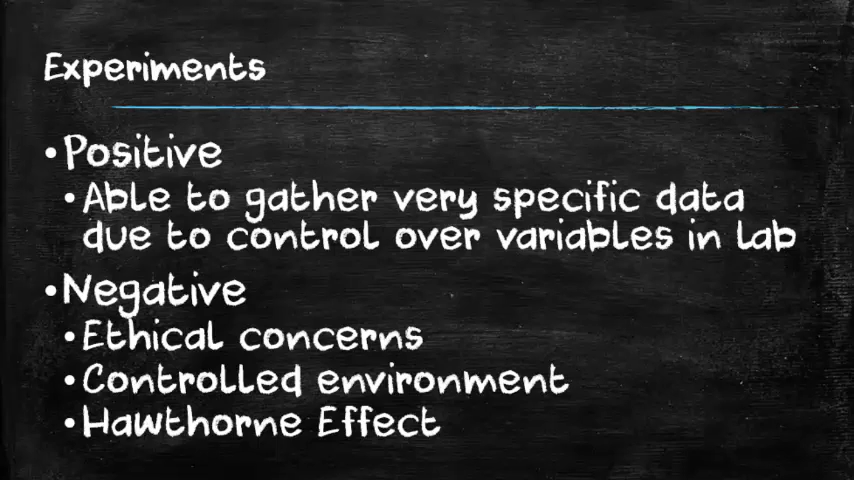 Experiments
• Positive
• Able to gather very specific data
due to control over variables in lab
• Negative
• Ethical concerns
• Controlled environment
• Hawthorne Effect